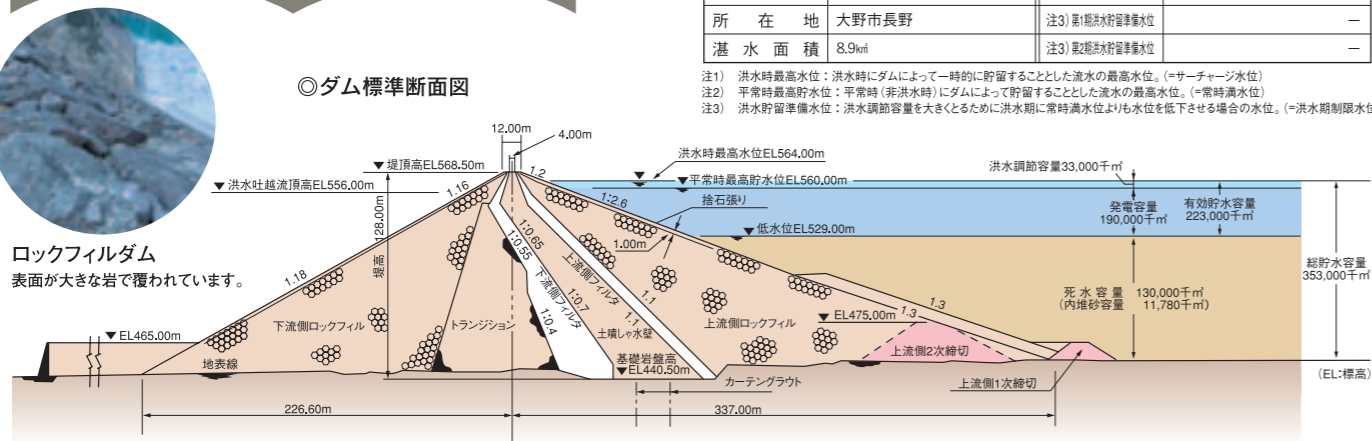 所在地 大野市長野 注3) 第1期洪水貯留準備水位 －
湛水面積 8.9k㎡ 注3) 第2期洪水貯留準備水位 －
注1) 洪水時最高水位：洪水時にダムによって一時的に貯留することとした流水の最高水位。(=サーチャージ水位)
注2) 平常時最高貯水位：平常時(非洪水時)にダムによって貯留することとした流水の最高水位。(=常時満水位)
注3) 洪水貯留準備水位：洪水調節容量を大きくとるために洪水期に常時満水位よりも水位を低下させる場合の水位。(=洪水期制限水位
◎ダム標準断面図
ロックフィルダム
表面が大きな岩で覆われています。
12.00m
4.00m
▼堤頂高EL568.50m
▼洪水吐越流頂高EL556.00m
洪水時最高水位EL564.00m
▼平常時最高貯水位EL560.00m
捨石張り
▼低水位EL529.00m
洪水調節容量33,000千㎥
発電容量
190,000千㎥
有効貯水容量
223,000千㎥
総貯水容量
353,000千㎥
死水容量 130,000千㎥
(内堆砂容量 11,780千㎥)
1.16
1.2
1:2.6
1.00m
堤高 128.00m
1.18
1:0.65
1:0.55
上流側フィルタ
下流側フィルタ
1:0.7
1:0.4
1.1
1.1
土噴しゃ水壁
トランジション
下流側ロックフィル
上流側ロックフィル
▼EL465.00m
地表線
▼EL475.00m
1.3
1.3
上流側2次締切
上流側1次締切
基礎岩盤高
▼EL440.50m
カーテングラウト
(EL:標高)
226.60m
337.00m